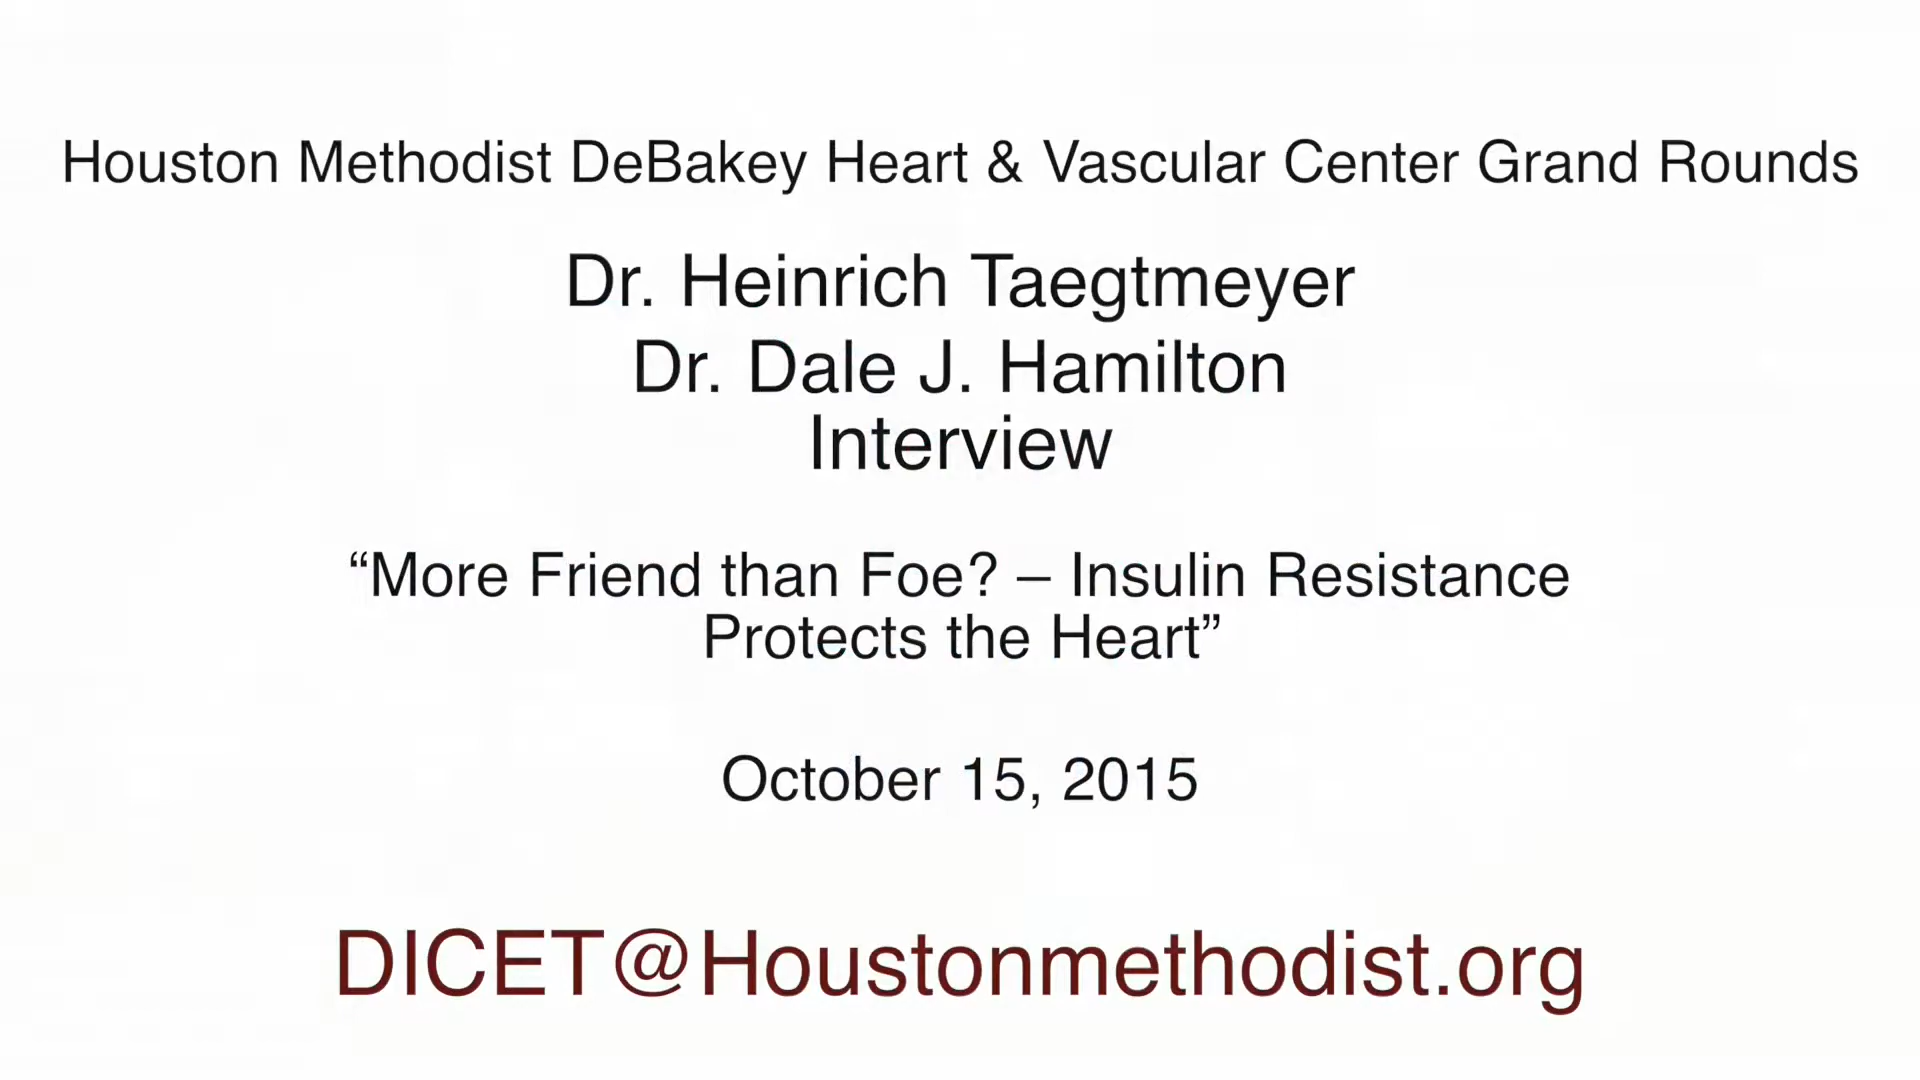 Houston Methodist DeBakey Heart & Vascular Center Grand Rounds
Dr. Heinrich Taegtmeyer
Dr. Dale J. Hamilton
Interview
“More Friend than Foe? – Insulin Resistance
Protects the Heart”
October 15, 2015
DICET@Houstonmethodist.org